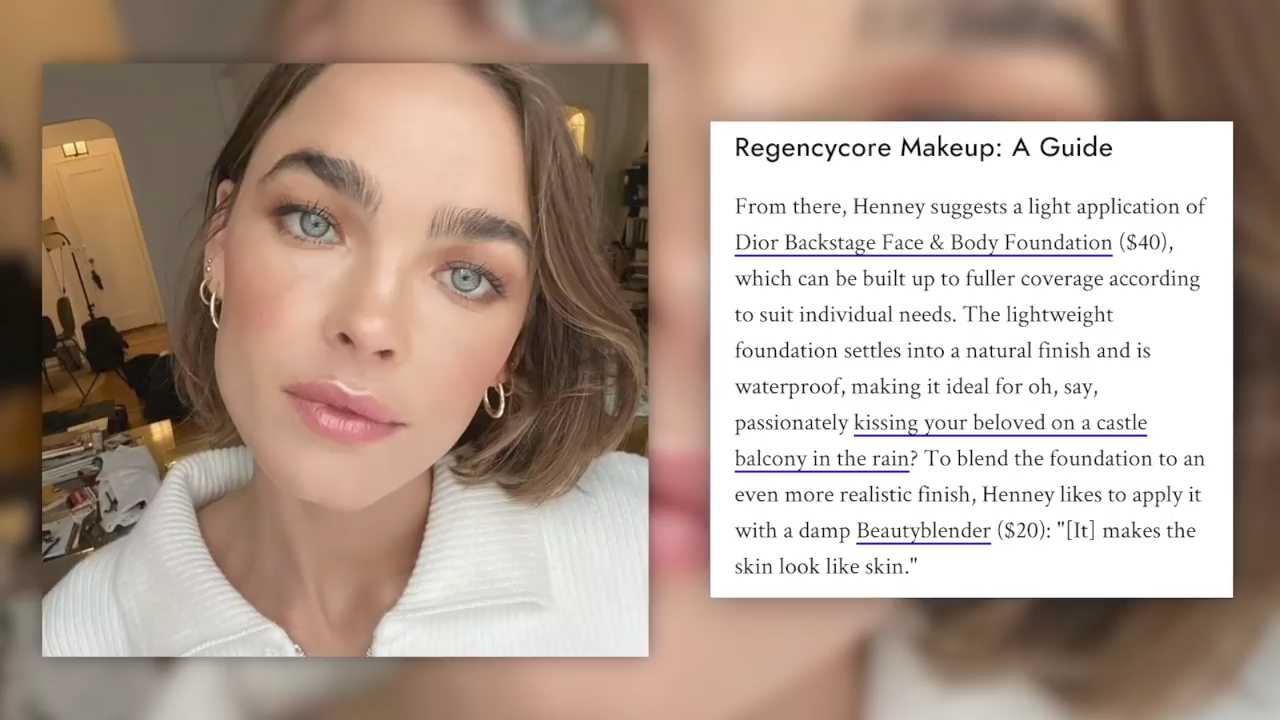 Regencycore Makeup: A Guide
From there, Henney suggests a light application of
Dior Backstage Face & Body Foundation ($40),
which can be built up to fuller coverage according
to suit individual needs. The lightweight
foundation settles into a natural finish and is
waterproof, making it ideal for oh, say,
passionately kissing your beloved on a castle
balcony in the rain? To blend the foundation to an
even more realistic finish, Henney likes to apply it
with a damp Beautyblender ($20): "[It] makes the
skin look like skin."